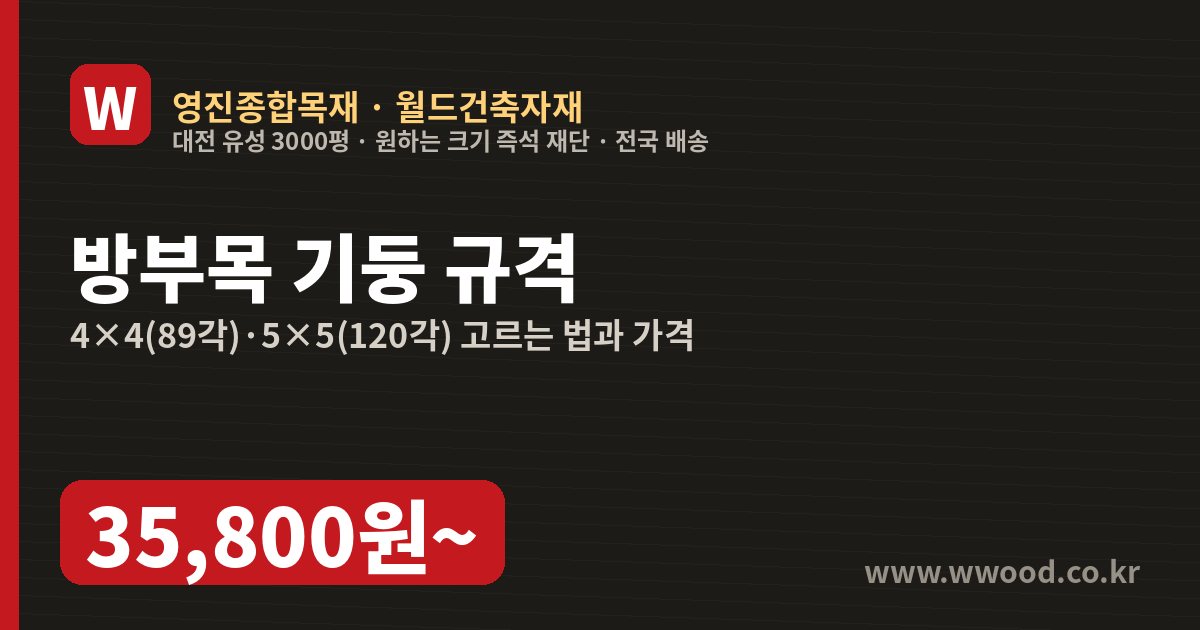 W
영진종합목재 · 월드건축자재
대전 유성 3000평 · 원하는 크기 즉석 재단 · 전국 배송
방부목 기둥 규격
4×4(89각)·5×5(120각) 고르는 법과 가격
35,800원~
www.wwood.co.kr